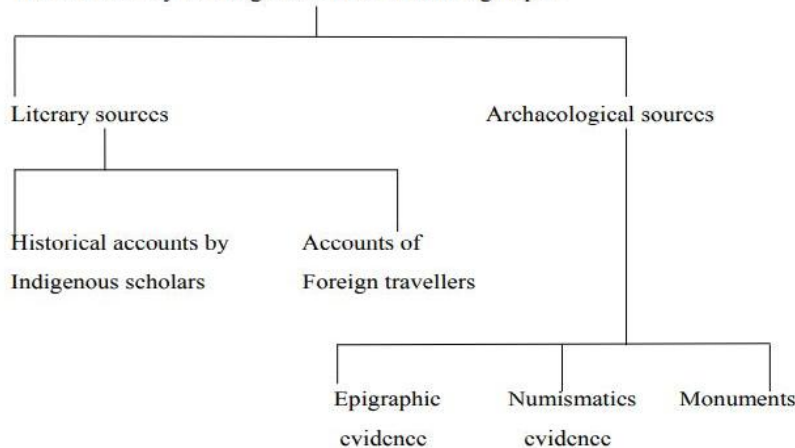 Literary sources
Archaeological sources
Historical accounts by
Indigenous scholars
Accounts of
Foreign travellers
Epigraphic
evidence
Numismatics
evidence
Monuments